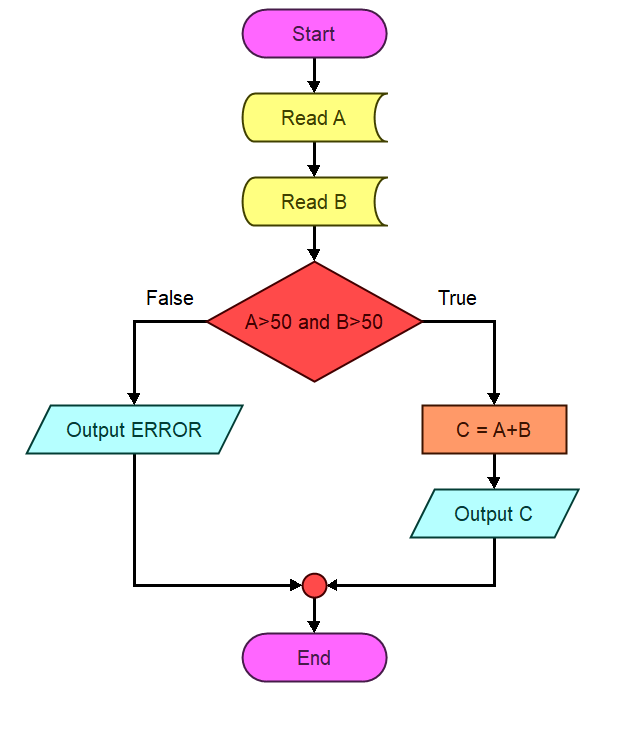 Start
Read A
Read B
A>50 and B>50
False
True
Output ERROR
C = A+B
Output C
End